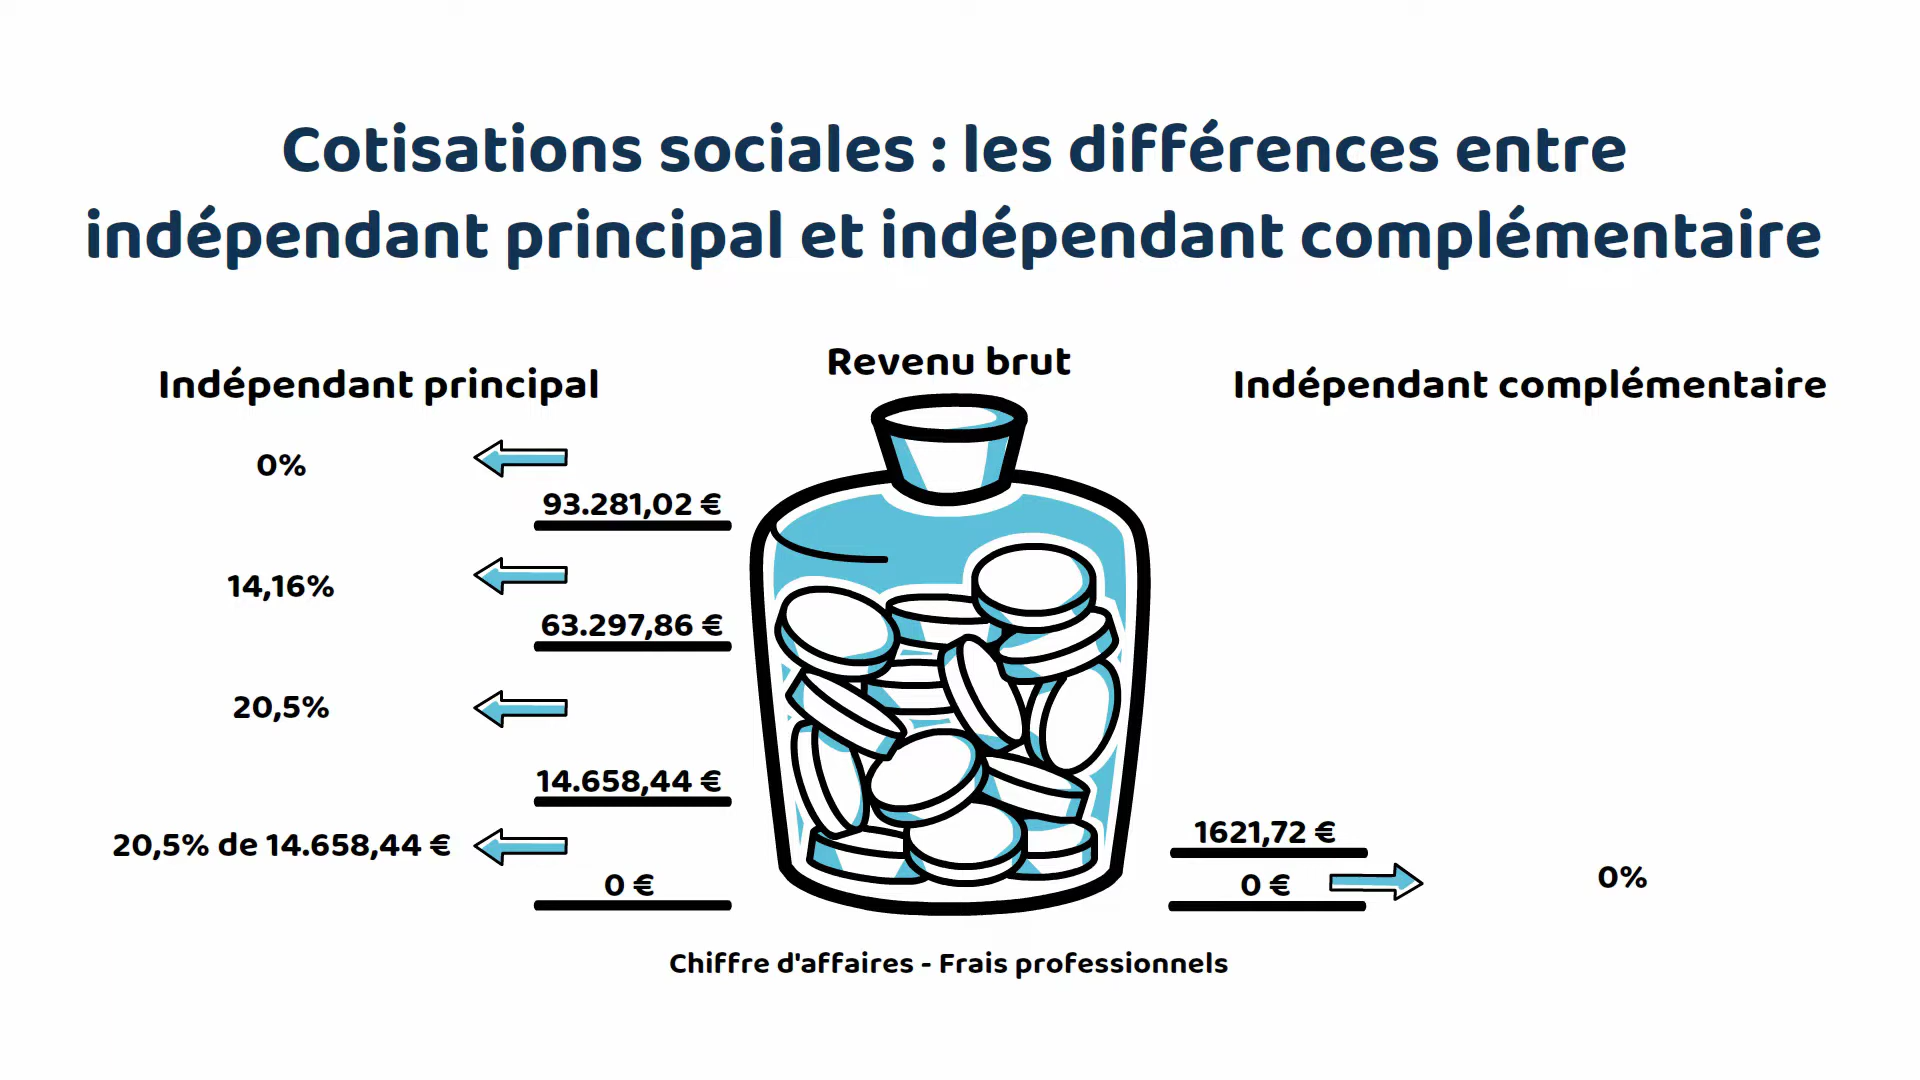 Cotisations sociales : les différences entre
indépendant principal et indépendant complémentaire
Revenu brut
Indépendant principal
Indépendant complémentaire
0%
93.281,02 €
14,16%
63.297,86 €
20,5%
14.658,44 €
20,5% de 14.658,44 €
0 €
1621,72 €
0 €
0%
Chiffre d'affaires - Frais professionnels